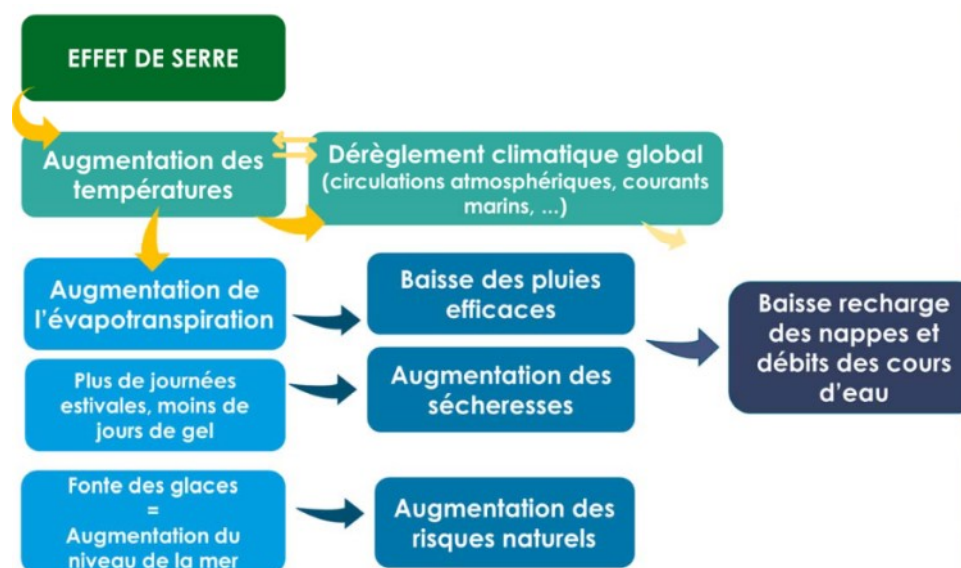 EFFET DE SERRE
Augmentation des
températures
Dérèglement climatique global
(circulations atmosphériques, courants
marins, ...)
Augmentation de
l'évapotranspiration
Baisse des pluies
efficaces
Baisse recharge
des nappes et
débits des cours
d'eau
Plus de journées
estivales, moins de
jours de gel
Augmentation des
sécheresses
Fonte des glaces
=
Augmentation du
niveau de la mer
Augmentation des
risques naturels